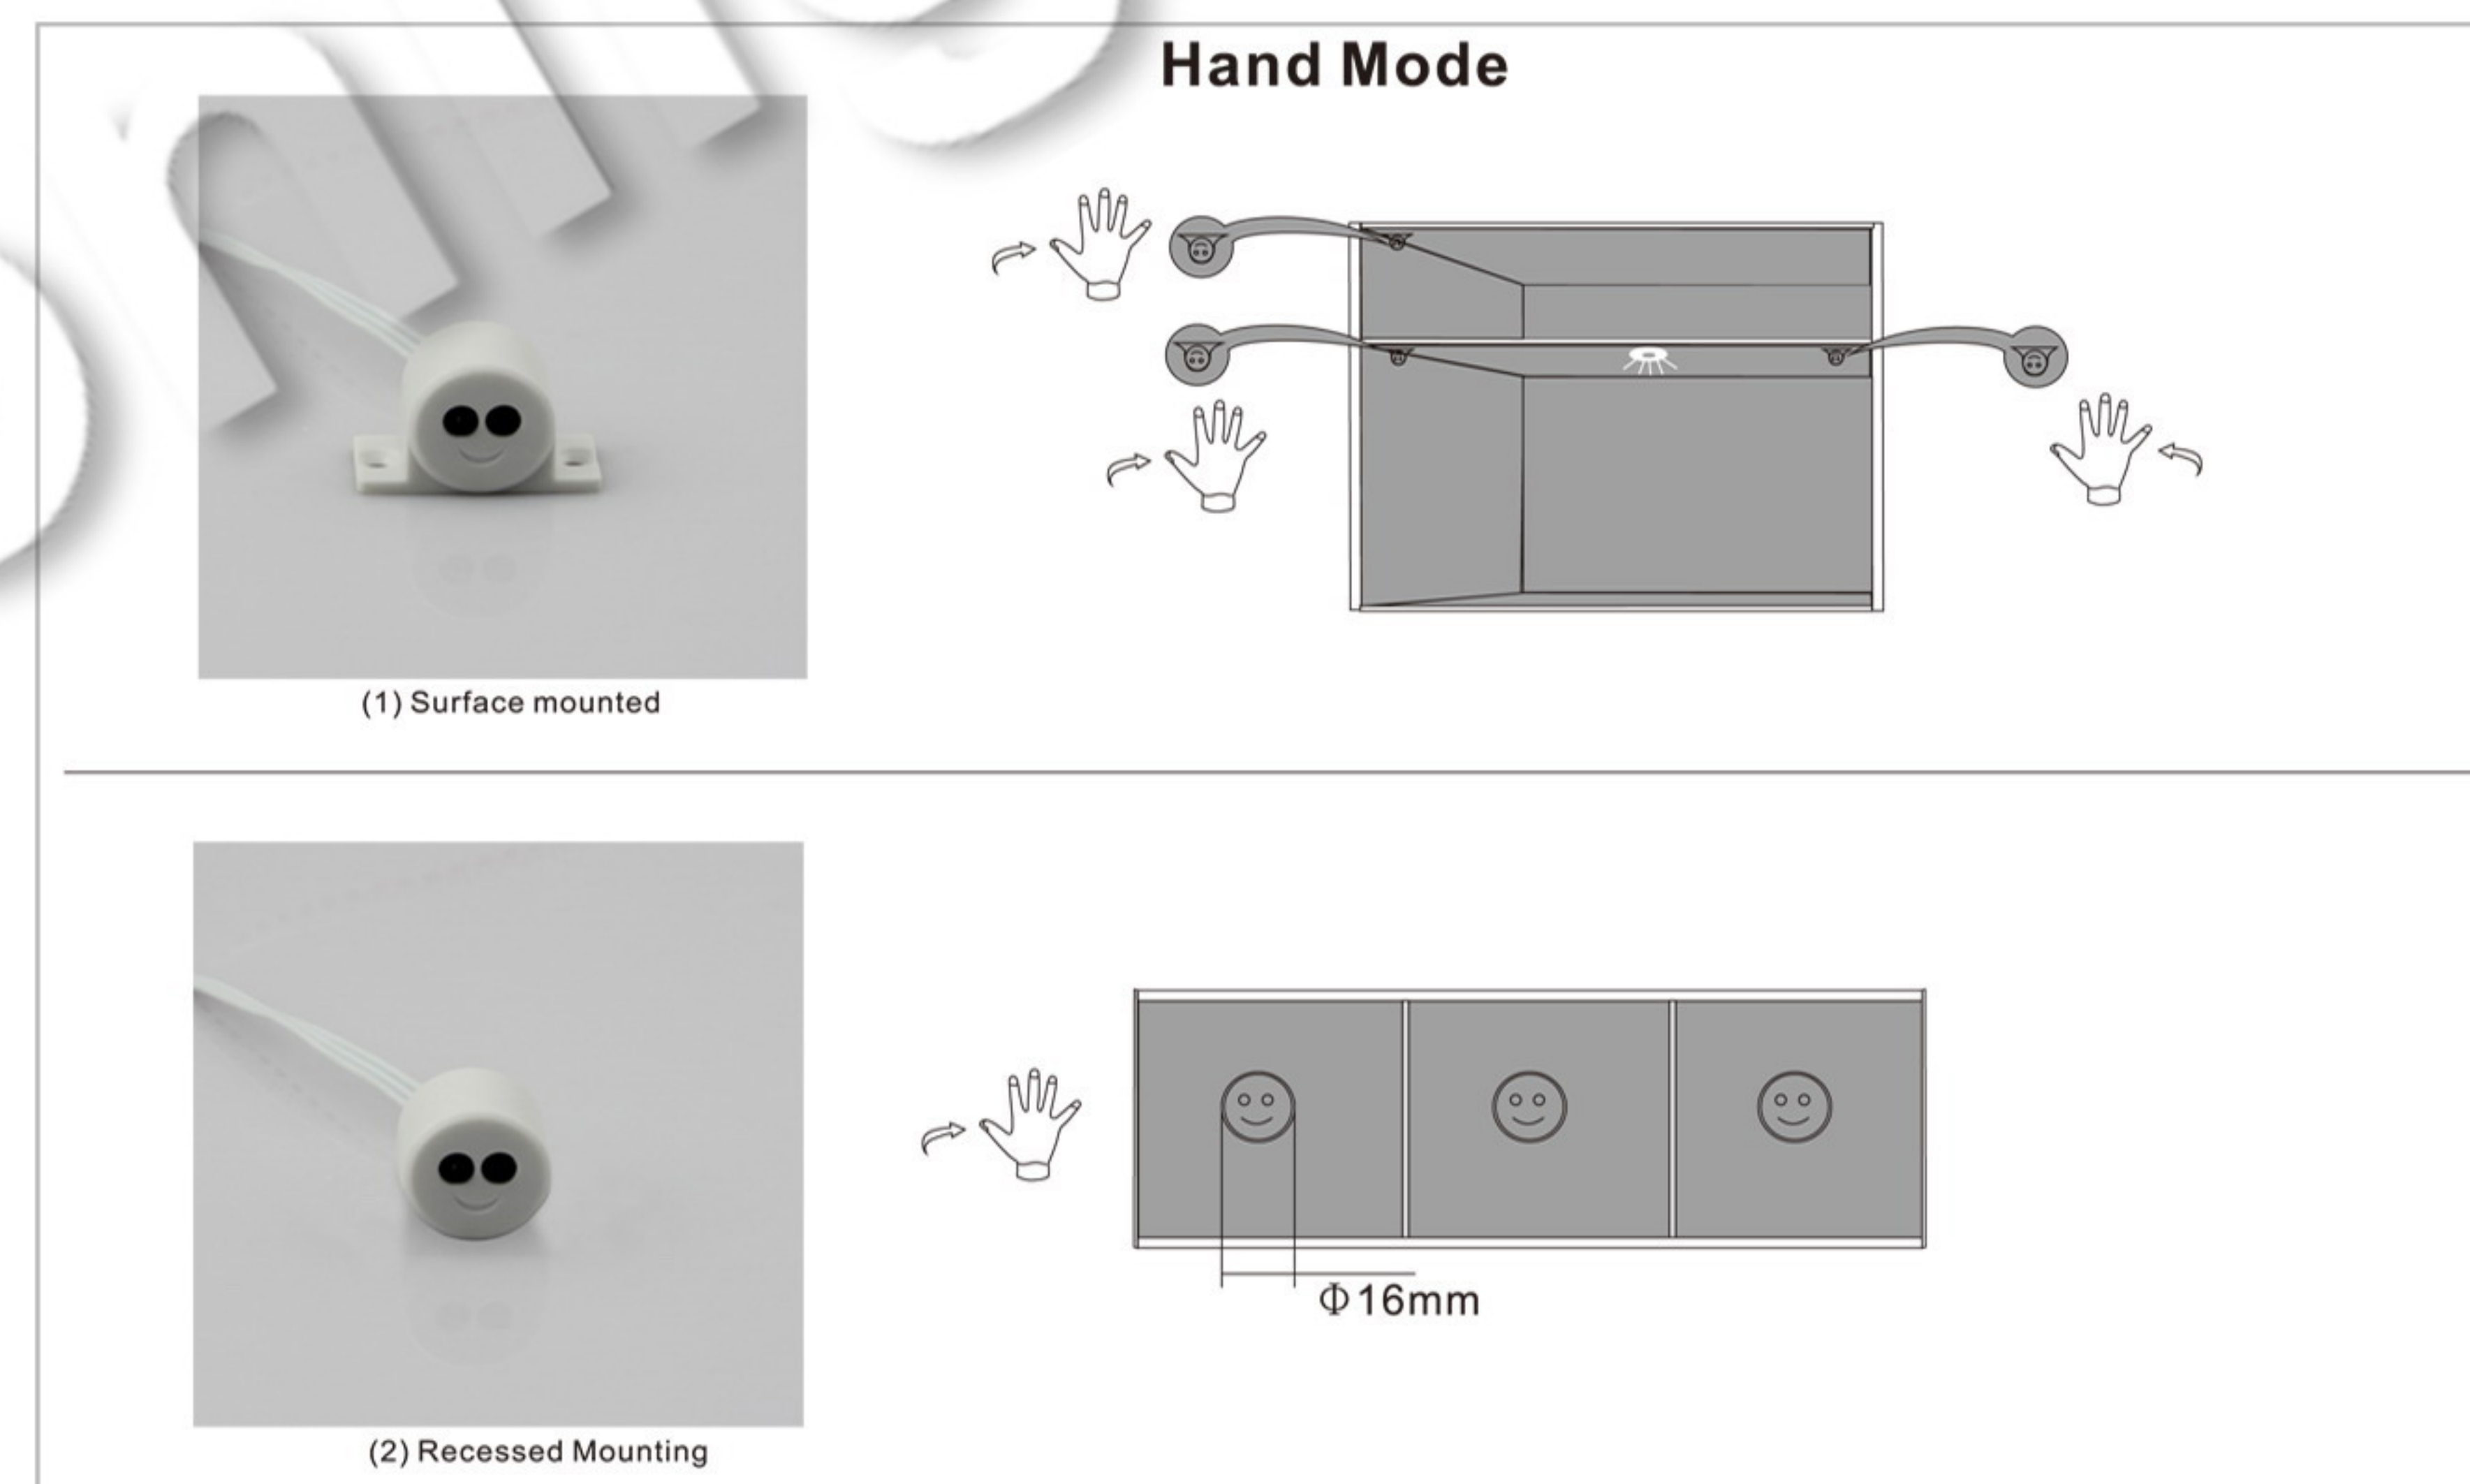 Hand Mode
(1) Surface mounted
Φ16mm
(2) Recessed Mounting